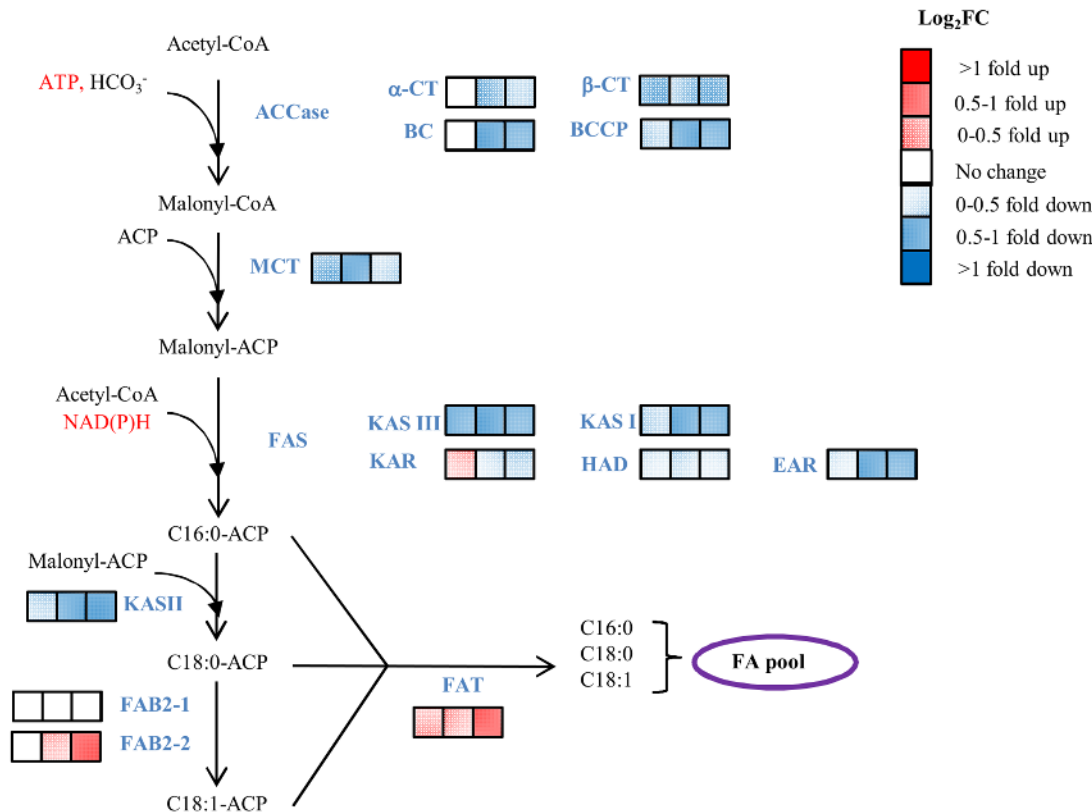 Log₂FC
>1 fold up
0.5-1 fold up
0-0.5 fold up
No change
0-0.5 fold down
0.5-1 fold down
>1 fold down
Acetyl-CoA
ATP, HCO₃⁻
ACCase
α-CT
β-CT
BC
BCCP
Malonyl-CoA
ACP
MCT
Malonyl-ACP
Acetyl-CoA
NAD(P)H
FAS
KAS III
KAS I
KAR
HAD
EAR
C16:0-ACP
Malonyl-ACP
KASII
C18:0-ACP
FAB2-1
FAB2-2
C18:1-ACP
FAT
C16:0
C18:0
C18:1
FA pool